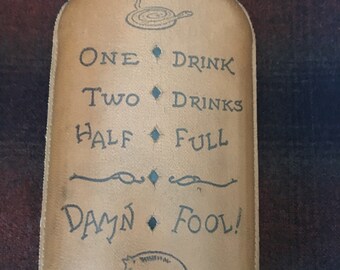 ONE DRINK
TWO DRINKS
HALF FULL
DAMN FOOL!